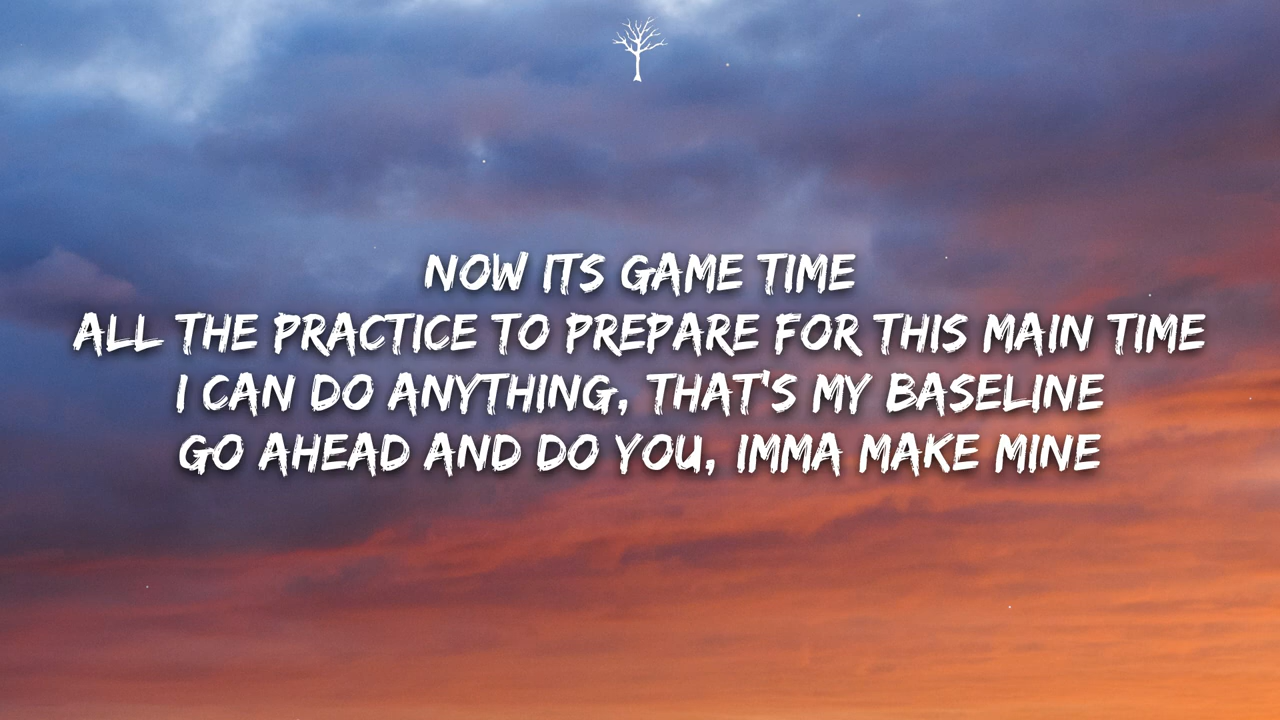 NOW ITS GAME TIME
ALL THE PRACTICE TO PREPARE FOR THIS MAIN TIME
I CAN DO ANYTHING, THAT'S MY BASELINE
GO AHEAD AND DO YOU, IMMA MAKE MINE